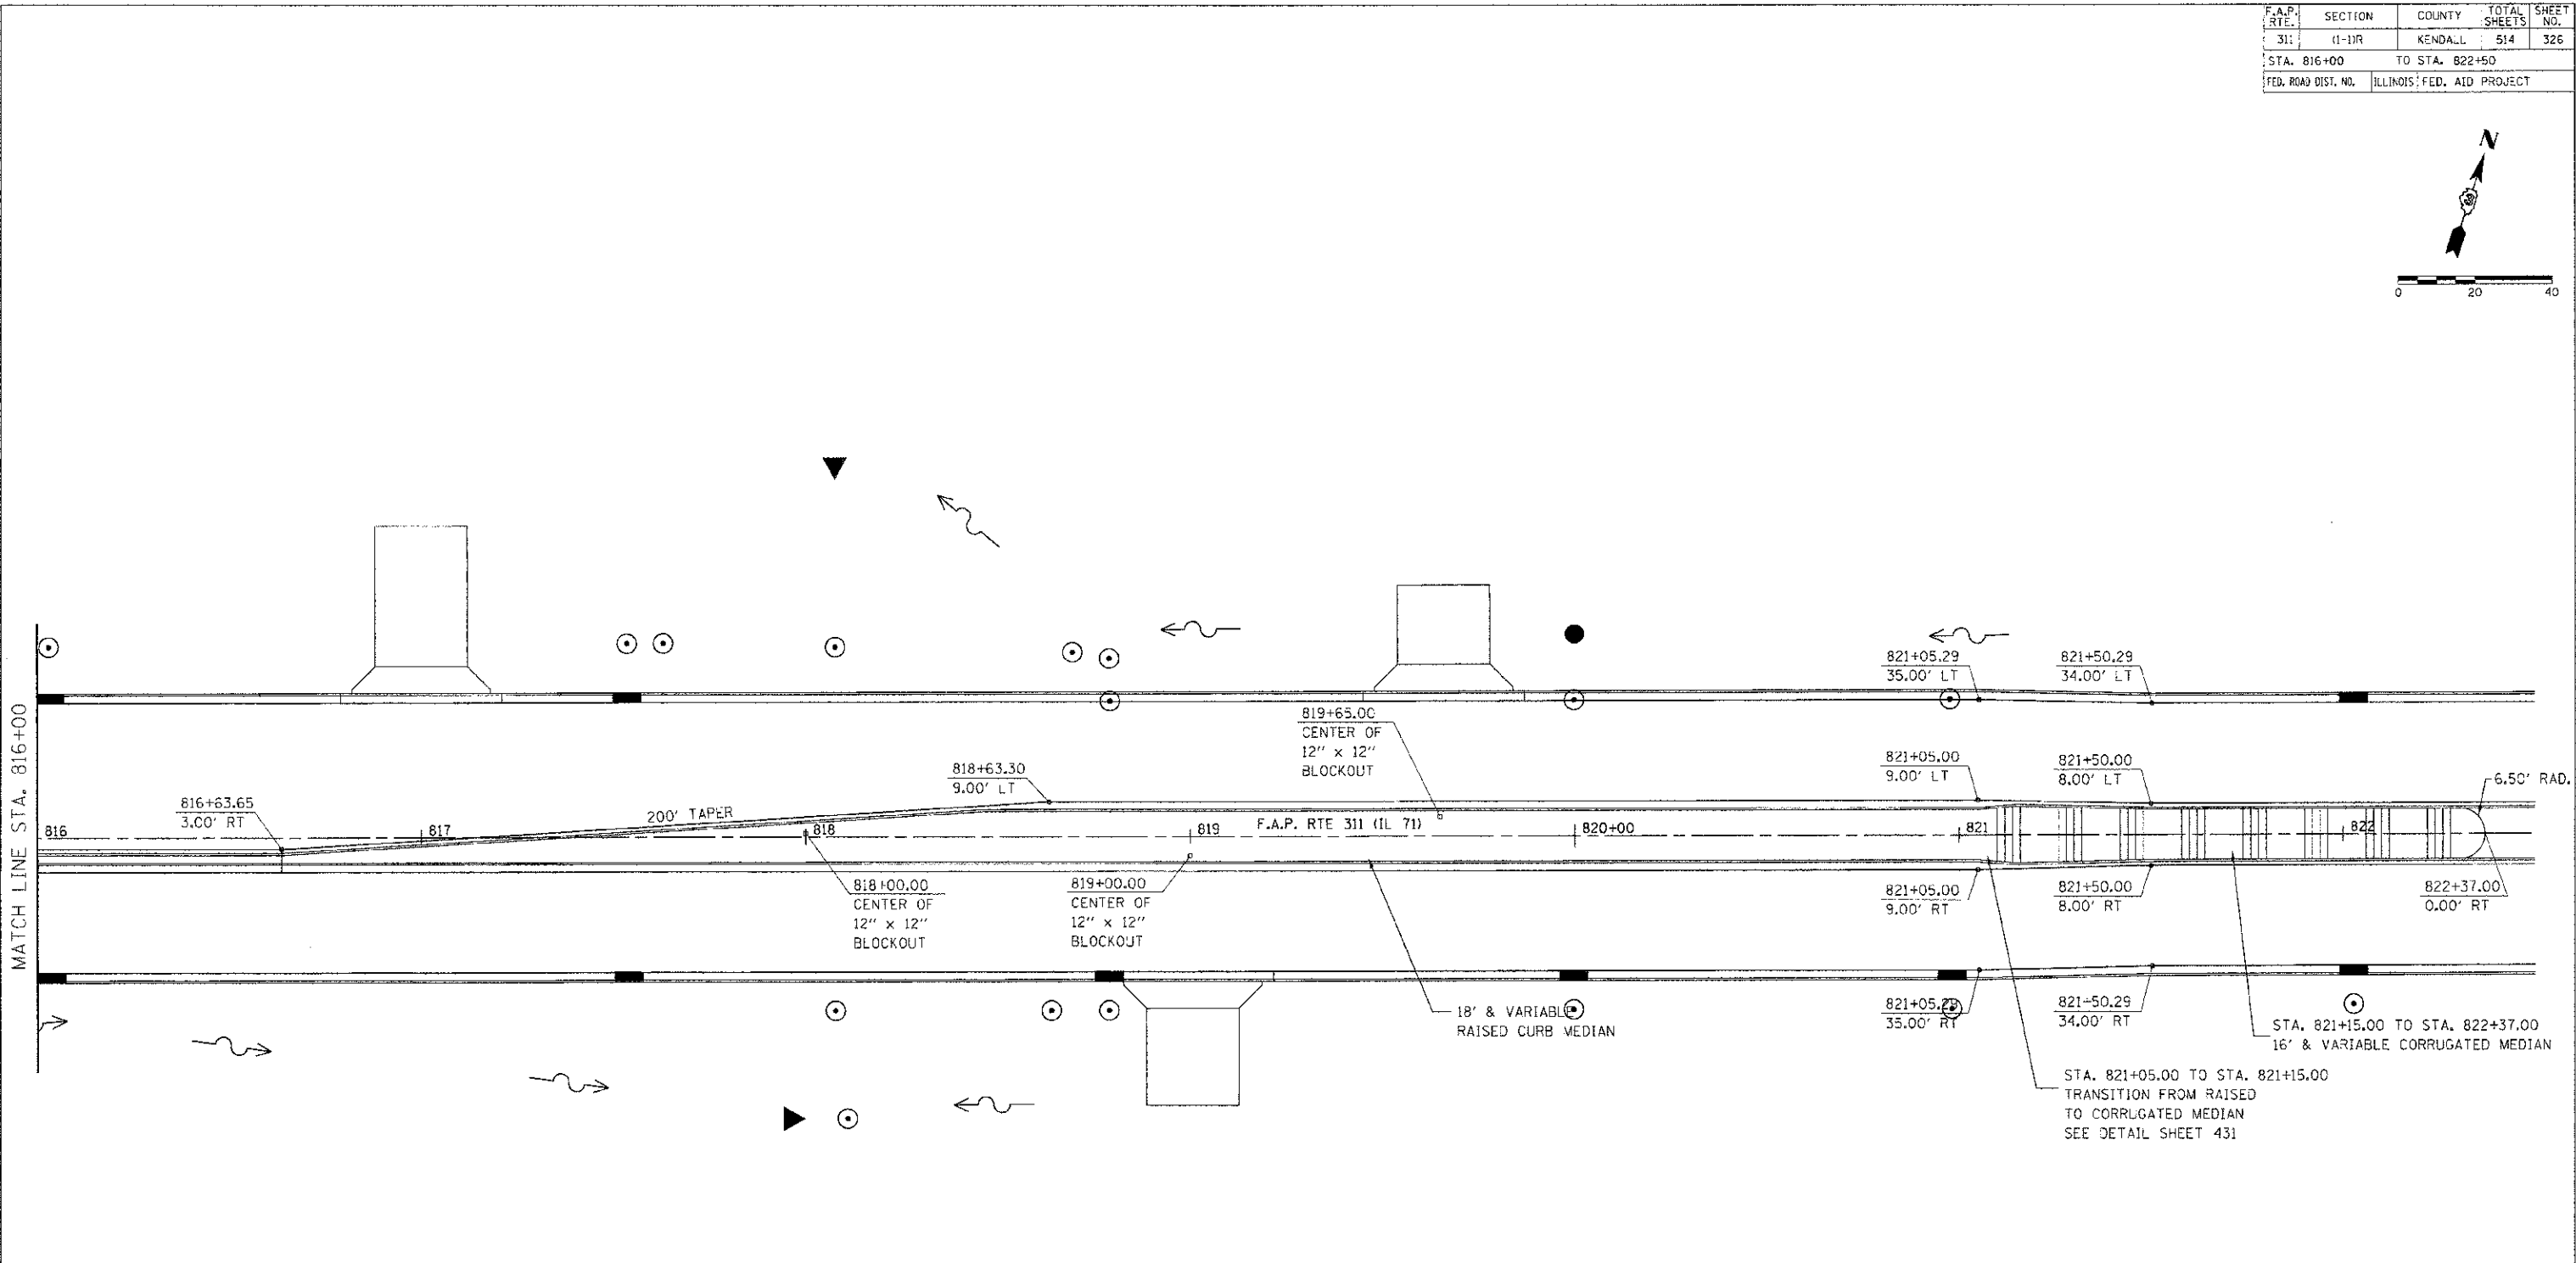 F.A.P. RTE. SECTION COUNTY TOTAL SHEETS SHEET NO.
311 (1-1)R KENDALL 514 326
STA. 816+00 TO STA. 822+50
FED. ROAD DIST. NO. ILLINOIS FED. AID PROJECT
N
0 20 40
MATCH LINE STA. 816+00
821+05.29
35.00' LT
821+50.29
34.00' LT
819+65.00
CENTER OF
12" x 12"
BLOCKOUT
818+63.30
9.00' LT
821+05.00
9.00' LT
821+50.00
8.00' LT
6.50' RAD.
816+63.65
3.00' RT
200' TAPER
816 817 818 819 F.A.P. RTE 311 (IL 71) 820+00 821 822
818+00.00
CENTER OF
12" x 12"
BLOCKOUT
819+00.00
CENTER OF
12" x 12"
BLOCKOUT
821+05.00
9.00' RT
821+50.00
8.00' RT
822+37.00
0.00' RT
18' & VARIABLE
RAISED CURB MEDIAN
821+05.29
35.00' RT
821+50.29
34.00' RT
STA. 821+15.00 TO STA. 822+37.00
16' & VARIABLE CORRUGATED MEDIAN
STA. 821+05.00 TO STA. 821+15.00
TRANSITION FROM RAISED
TO CORRUGATED MEDIAN
SEE DETAIL SHEET 431